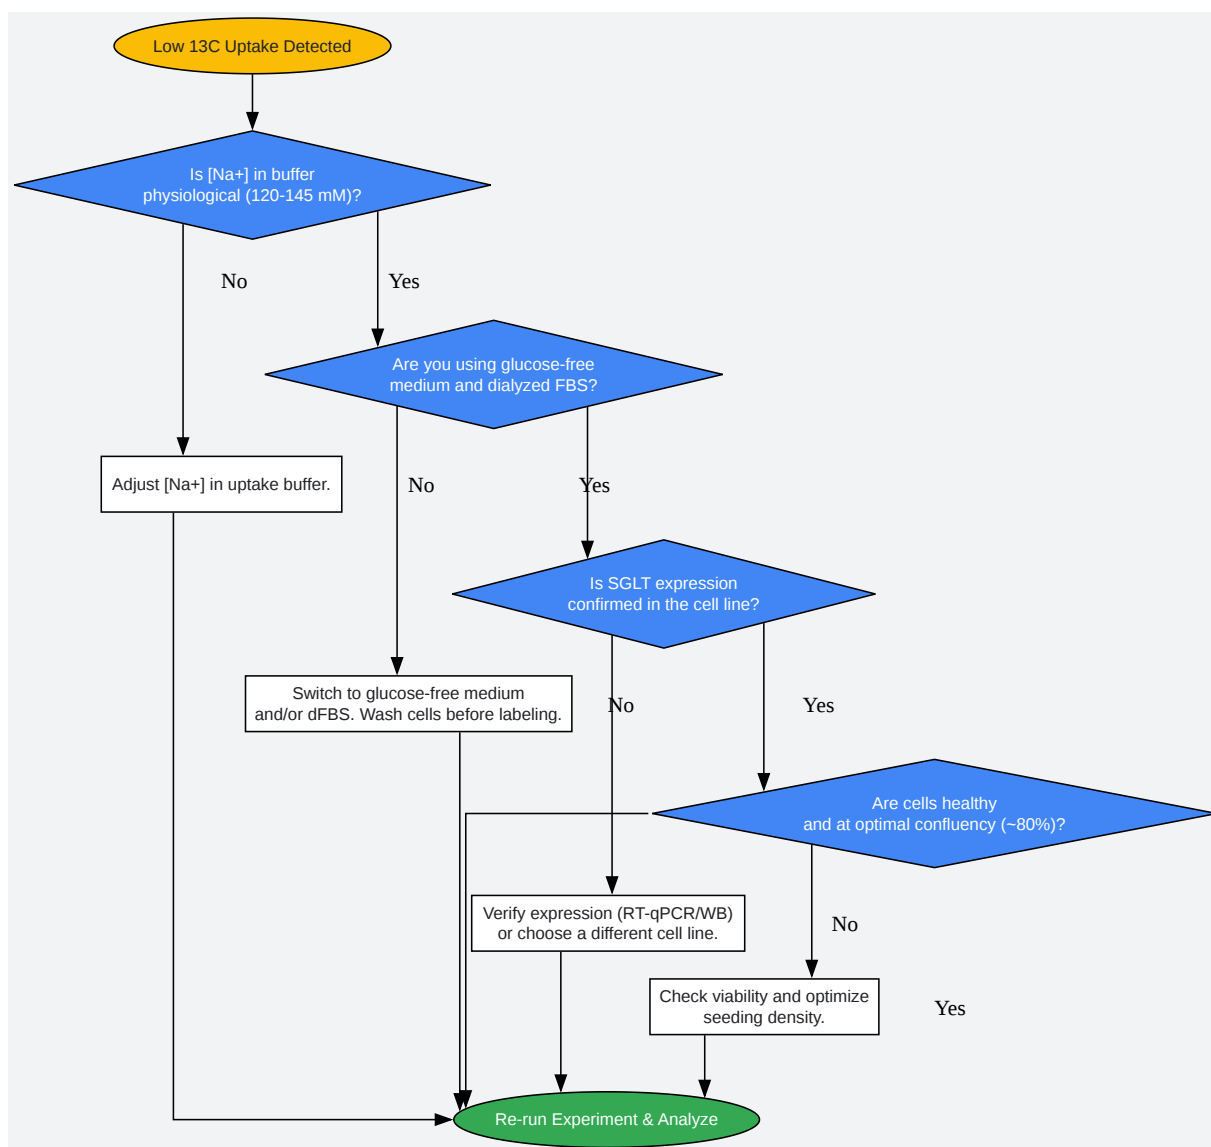 Low 13C Uptake Detected
Is [Na+] in buffer
physiological (120-145 mM)?
No
Yes
Are you using glucose-free
medium and dialyzed FBS?
Adjust [Na+] in uptake buffer.
No
Yes
Is SGLT expression
confirmed in the cell line?
Switch to glucose-free medium
and/or dFBS. Wash cells before labeling.
No
Yes
Are cells healthy
and at optimal confluency (~80%)?
Verify expression (RT-qPCR/WB)
or choose a different cell line.
No
Check viability and optimize
seeding density.
Yes
Re-run Experiment & Analyze